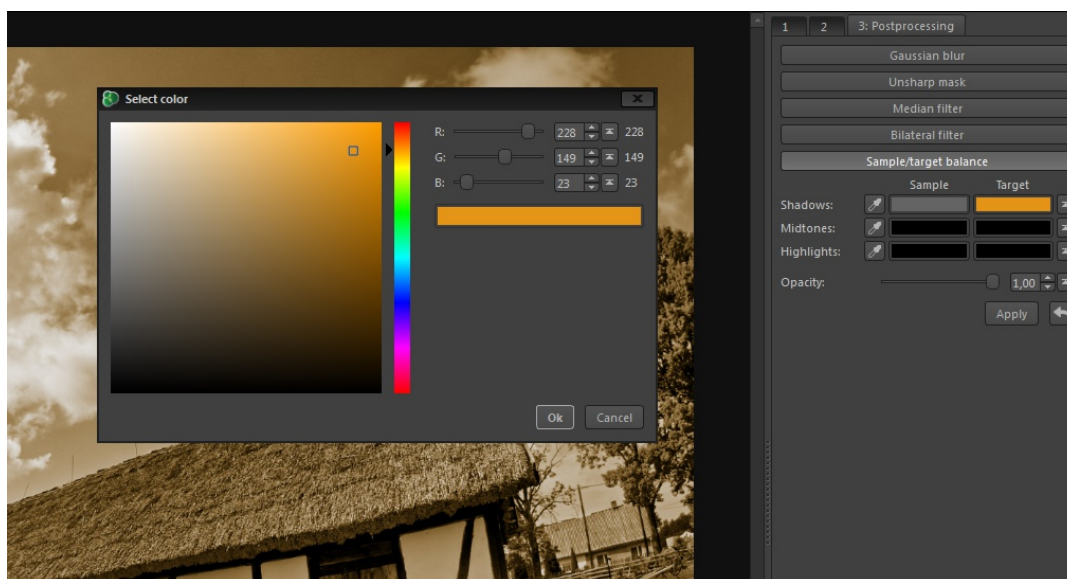 1 2 3: Postprocessing
Gaussian blur
Unsharp mask
Median filter
Bilateral filter
Sample/target balance
Sample Target
Shadows:
Midtones:
Highlights:
Opacity: 1,00
Apply
Select color
R: 228 228
G: 149 149
B: 23 23
Ok Cancel